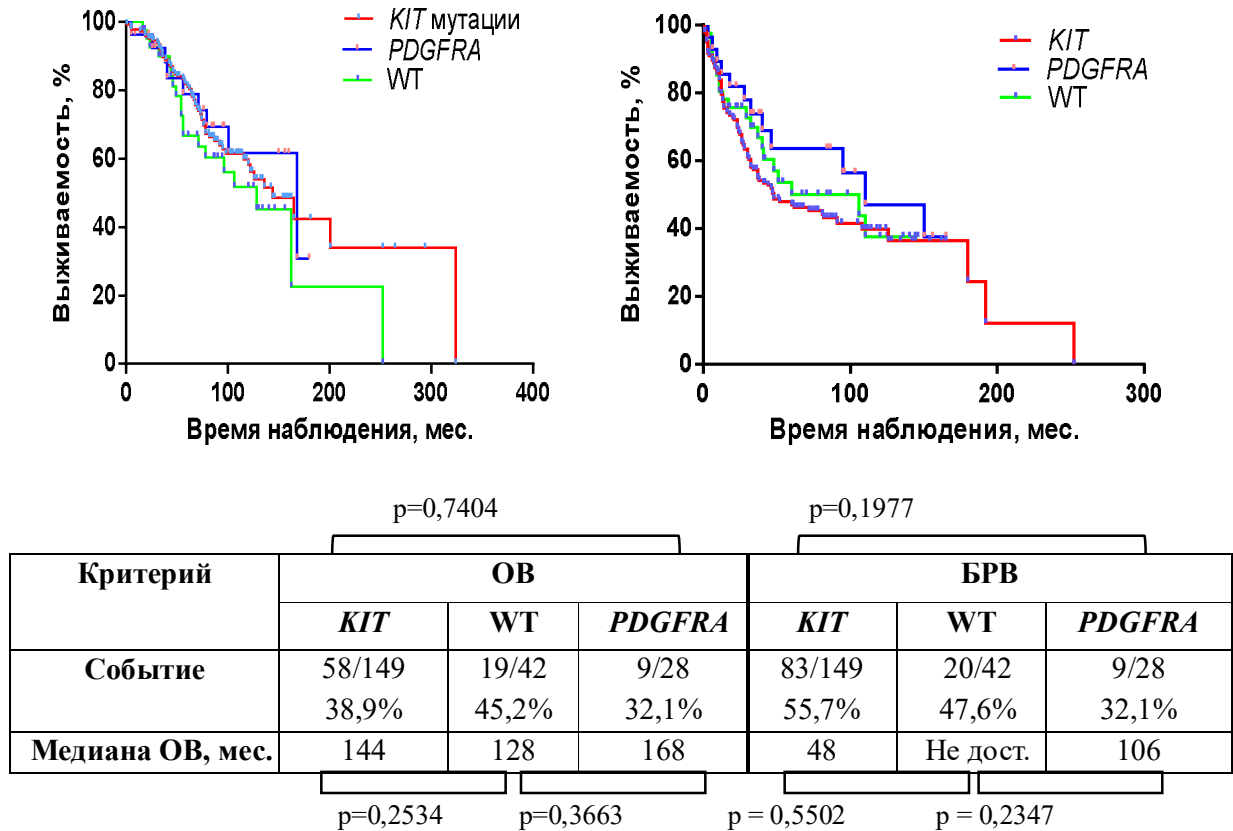 100
80
60
40
20
0
0 100 200 300 400
Выживаемость, %
Время наблюдения, мес.
KIT мутации
PDGFRA
WT
100
80
60
40
20
0
0 100 200 300
Выживаемость, %
Время наблюдения, мес.
KIT
PDGFRA
WT
p=0,7404 p=0,1977
Критерий ОВ БРВ
KIT WT PDGFRA KIT WT PDGFRA
Событие 58/149 19/42 9/28 83/149 20/42 9/28
38,9% 45,2% 32,1% 55,7% 47,6% 32,1%
Медиана ОВ, мес. 144 128 168 48 Не дост. 106
p=0,2534 p=0,3663 p = 0,5502 p = 0,2347